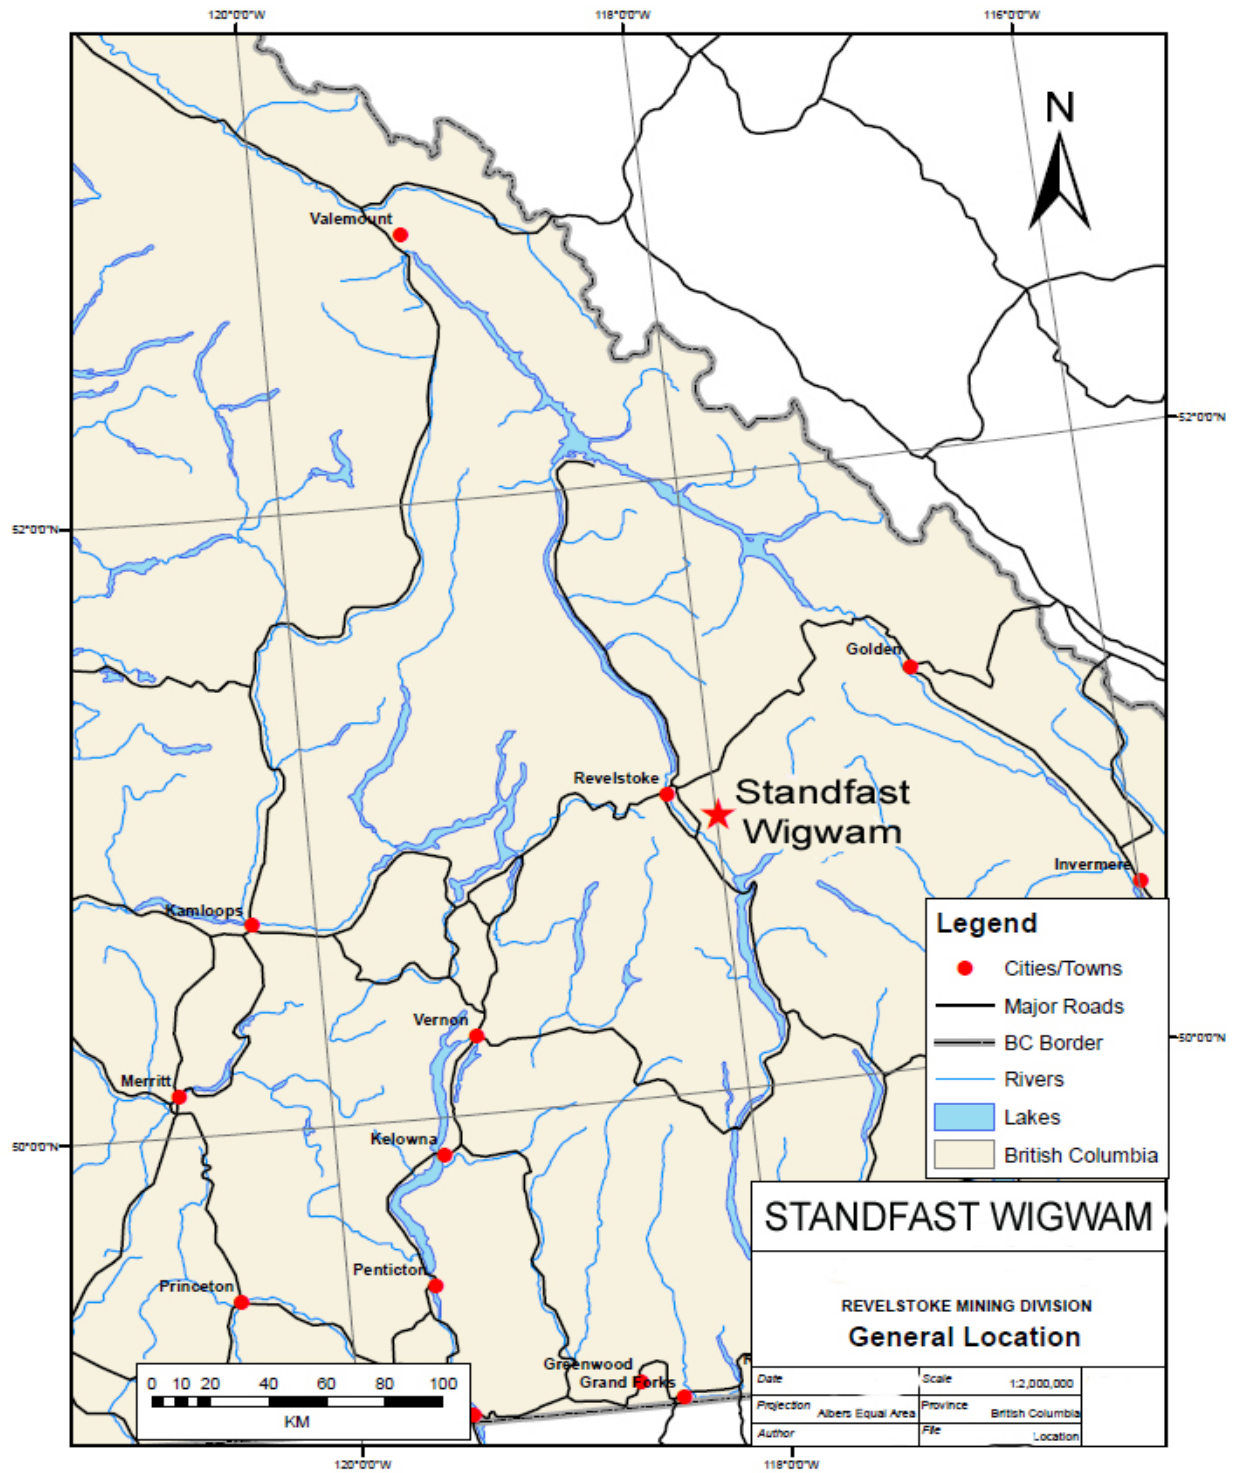 120°0'0"W 118°0'0"W 116°0'0"W
N
Valemount
52°0'0"N
52°0'0"N
Golden
Revelstoke
Standfast
Wigwam
Invermere
Kamloops
Legend
Cities/Towns
Major Roads
BC Border
Rivers
Lakes
British Columbia
Vernon
50°0'0"N
Merritt
Kelowna
50°0'0"N
STANDFAST WIGWAM
Penticton
Princeton
REVELSTOKE MINING DIVISION
General Location
Greenwood
Grand Forks
0 10 20 40 60 80 100
KM
Date Scale 1:2,000,000
Projection Albers Equal Area Province British Columbia
Author File Location
120°0'0"W 118°0'0"W